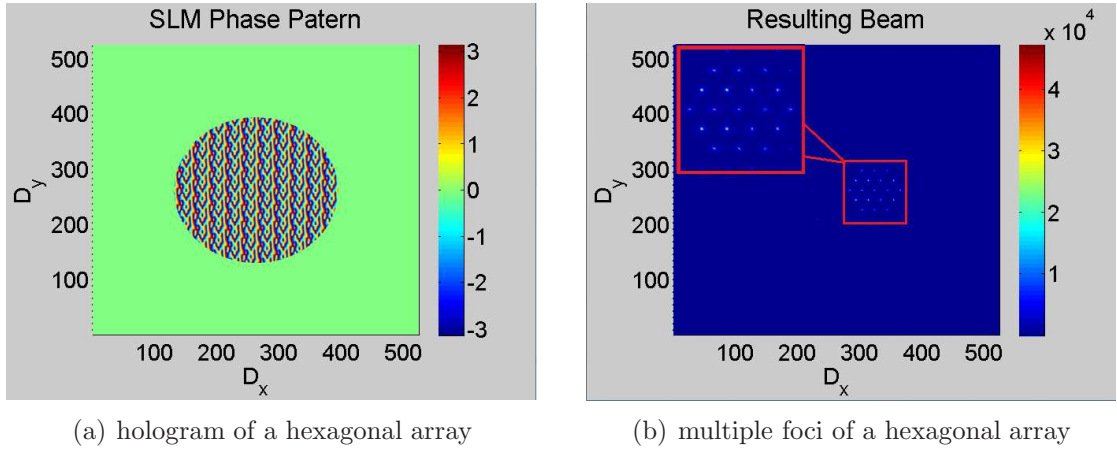 SLM Phase Patern
500
400
300
200
100
D_y
100 200 300 400 500
D_x
3
2
1
0
-1
-2
-3
Resulting Beam
x 10^4
500
400
300
200
100
D_y
100 200 300 400 500
D_x
4
3
2
1
(a) hologram of a hexagonal array
(b) multiple foci of a hexagonal array